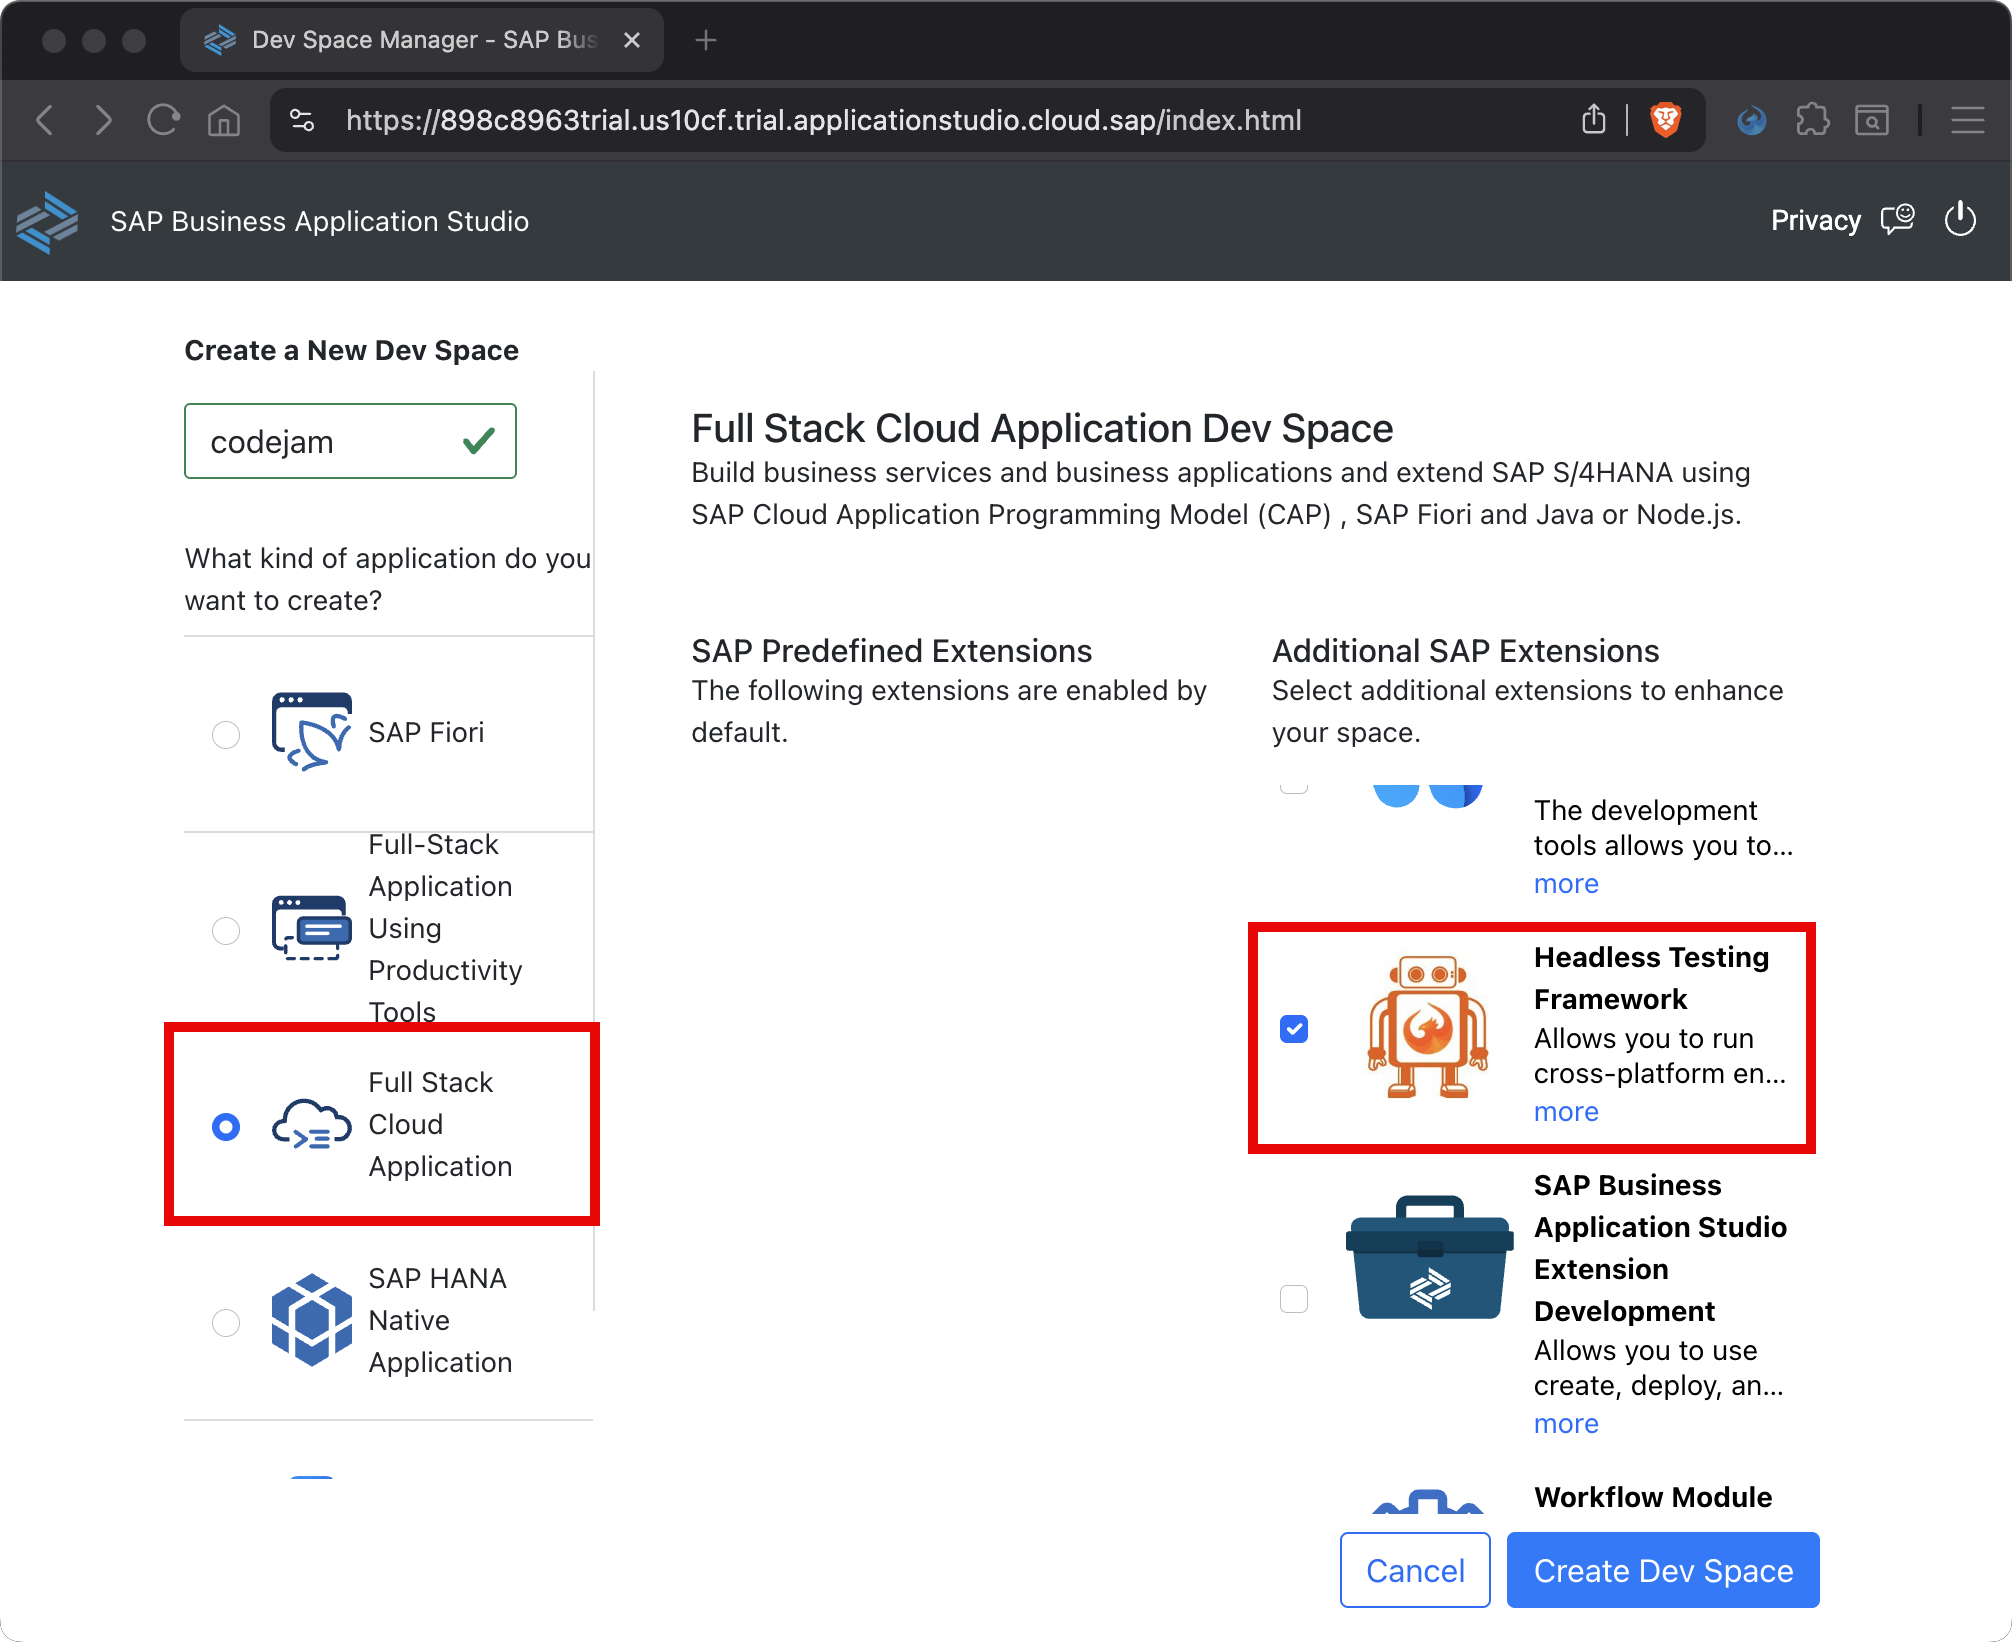 Dev Space Manager - SAP Bus
https://898c8963trial.us10cf.trial.applicationstudio.cloud.sap/index.html
SAP Business Application Studio
Privacy
Create a New Dev Space
codejam
What kind of application do you
want to create?
SAP Fiori
Full-Stack
Application
Using
Productivity
Tools
Full Stack
Cloud
Application
SAP HANA
Native
Application
Full Stack Cloud Application Dev Space
Build business services and business applications and extend SAP S/4HANA using
SAP Cloud Application Programming Model (CAP) , SAP Fiori and Java or Node.js.
SAP Predefined Extensions
The following extensions are enabled by
default.
Additional SAP Extensions
Select additional extensions to enhance
your space.
The development
tools allows you to...
more
Headless Testing
Framework
Allows you to run
cross-platform en...
more
SAP Business
Application Studio
Extension
Development
Allows you to use
create, deploy, an...
more
Workflow Module
Cancel
Create Dev Space